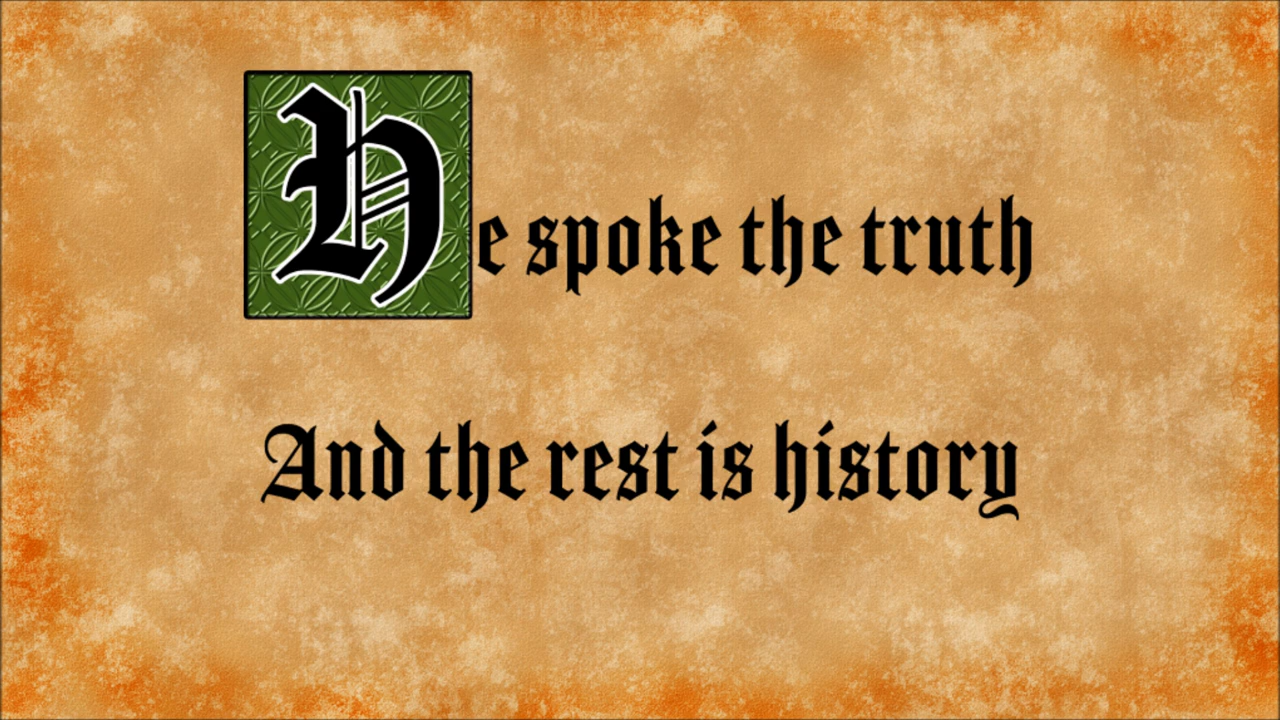 He spoke the truth
And the rest is history